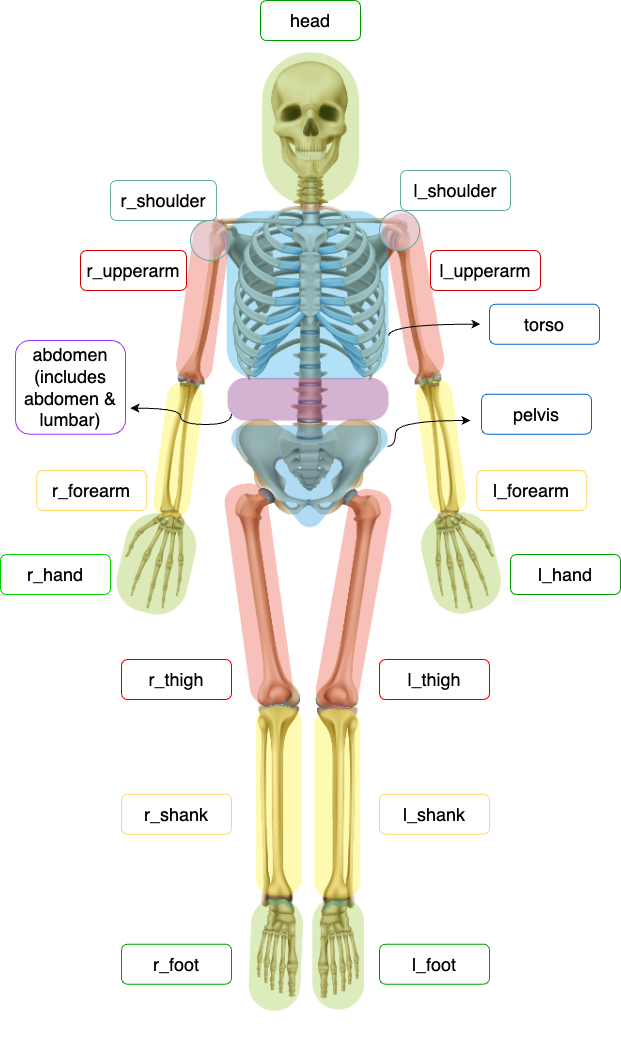 head
r_shoulder
l_shoulder
r_upperarm
l_upperarm
torso
abdomen
(includes
abdomen &
lumbar)
pelvis
r_forearm
l_forearm
r_hand
l_hand
r_thigh
l_thigh
r_shank
l_shank
r_foot
l_foot